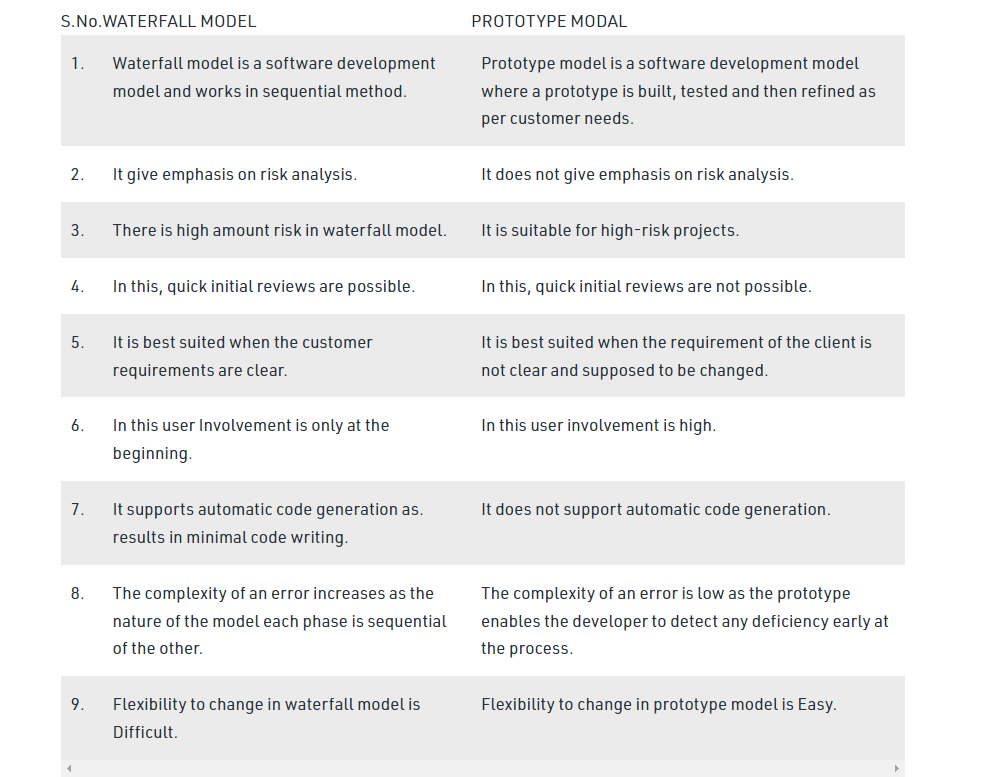 S.No.WATERFALL MODEL PROTOTYPE MODAL
1. Waterfall model is a software development
model and works in sequential method.
Prototype model is a software development model
where a prototype is built, tested and then refined as
per customer needs.
2. It give emphasis on risk analysis.
It does not give emphasis on risk analysis.
3. There is high amount risk in waterfall model.
It is suitable for high-risk projects.
4. In this, quick initial reviews are possible.
In this, quick initial reviews are not possible.
5. It is best suited when the customer
requirements are clear.
It is best suited when the requirement of the client is
not clear and supposed to be changed.
6. In this user Involvement is only at the
beginning.
In this user involvement is high.
7. It supports automatic code generation as.
results in minimal code writing.
It does not support automatic code generation.
8. The complexity of an error increases as the
nature of the model each phase is sequential
of the other.
The complexity of an error is low as the prototype
enables the developer to detect any deficiency early at
the process.
9. Flexibility to change in waterfall model is
Difficult.
Flexibility to change in prototype model is Easy.